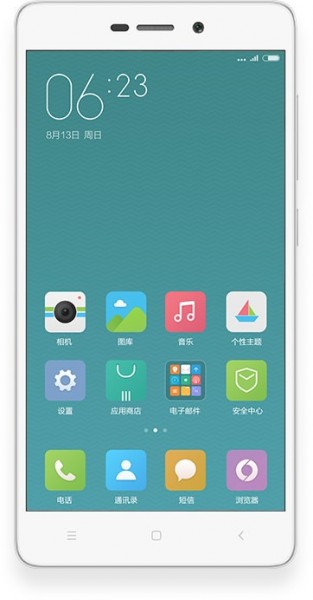 06:23
8月13日 周日
相机 图库 音乐 个性主题
设置 应用商店 电子邮件 安全中心
电话 通讯录 短信 浏览器